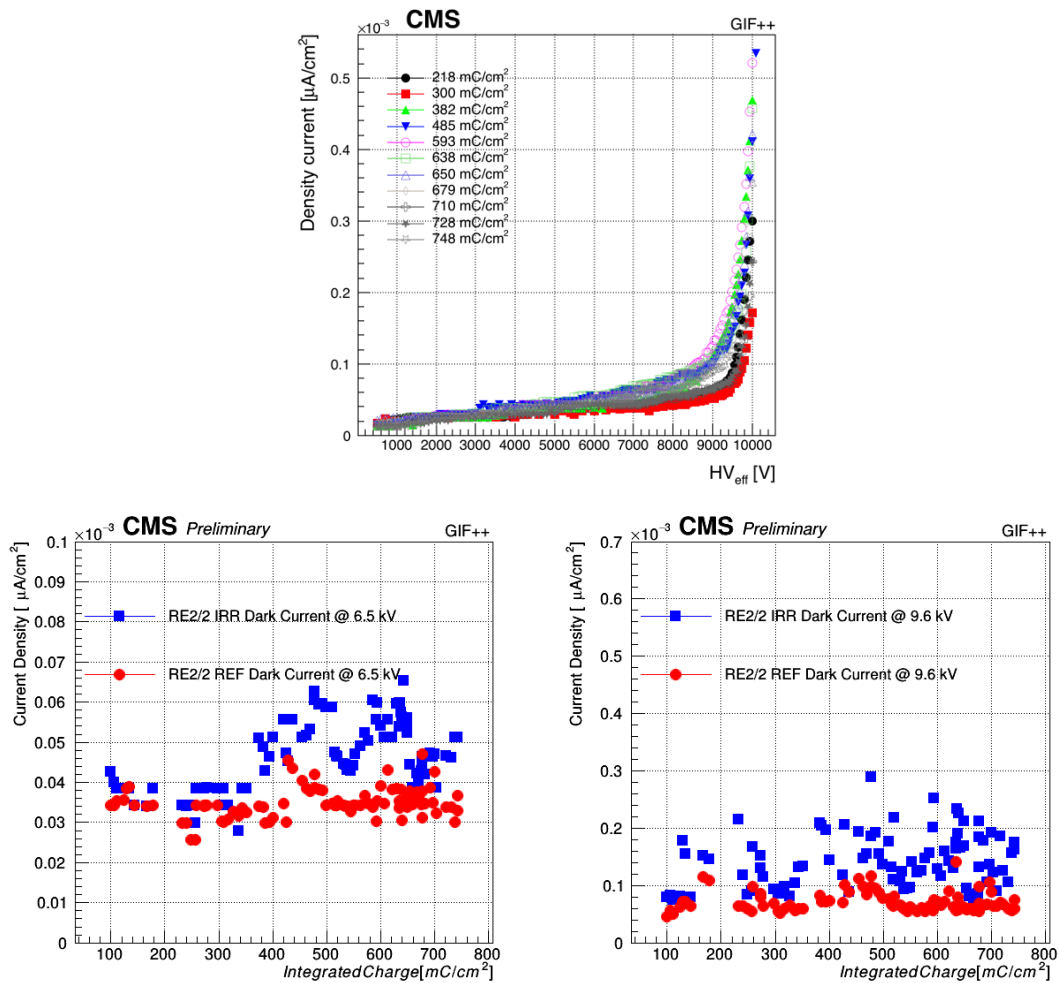 CMS
GIF++
×10⁻³
Density current [μA/cm²]
0.5
0.4
0.3
0.2
0.1
0
218 mC/cm²
300 mC/cm²
382 mC/cm²
485 mC/cm²
593 mC/cm²
638 mC/cm²
650 mC/cm²
679 mC/cm²
710 mC/cm²
728 mC/cm²
748 mC/cm²
1000 2000 3000 4000 5000 6000 7000 8000 9000 10000
HV_eff [V]
×10⁻³ CMS Preliminary GIF++
Current Density [ μA/cm²]
0.1
0.09
0.08
0.07
0.06
0.05
0.04
0.03
0.02
0.01
0
RE2/2 IRR Dark Current @ 6.5 kV
RE2/2 REF Dark Current @ 6.5 kV
100 200 300 400 500 600 700 800
IntegratedCharge[mC/cm²]
×10⁻³ CMS Preliminary GIF++
Current Density [ μA/cm²]
0.7
0.6
0.5
0.4
0.3
0.2
0.1
0
RE2/2 IRR Dark Current @ 9.6 kV
RE2/2 REF Dark Current @ 9.6 kV
100 200 300 400 500 600 700 800
IntegratedCharge[mC/cm²]